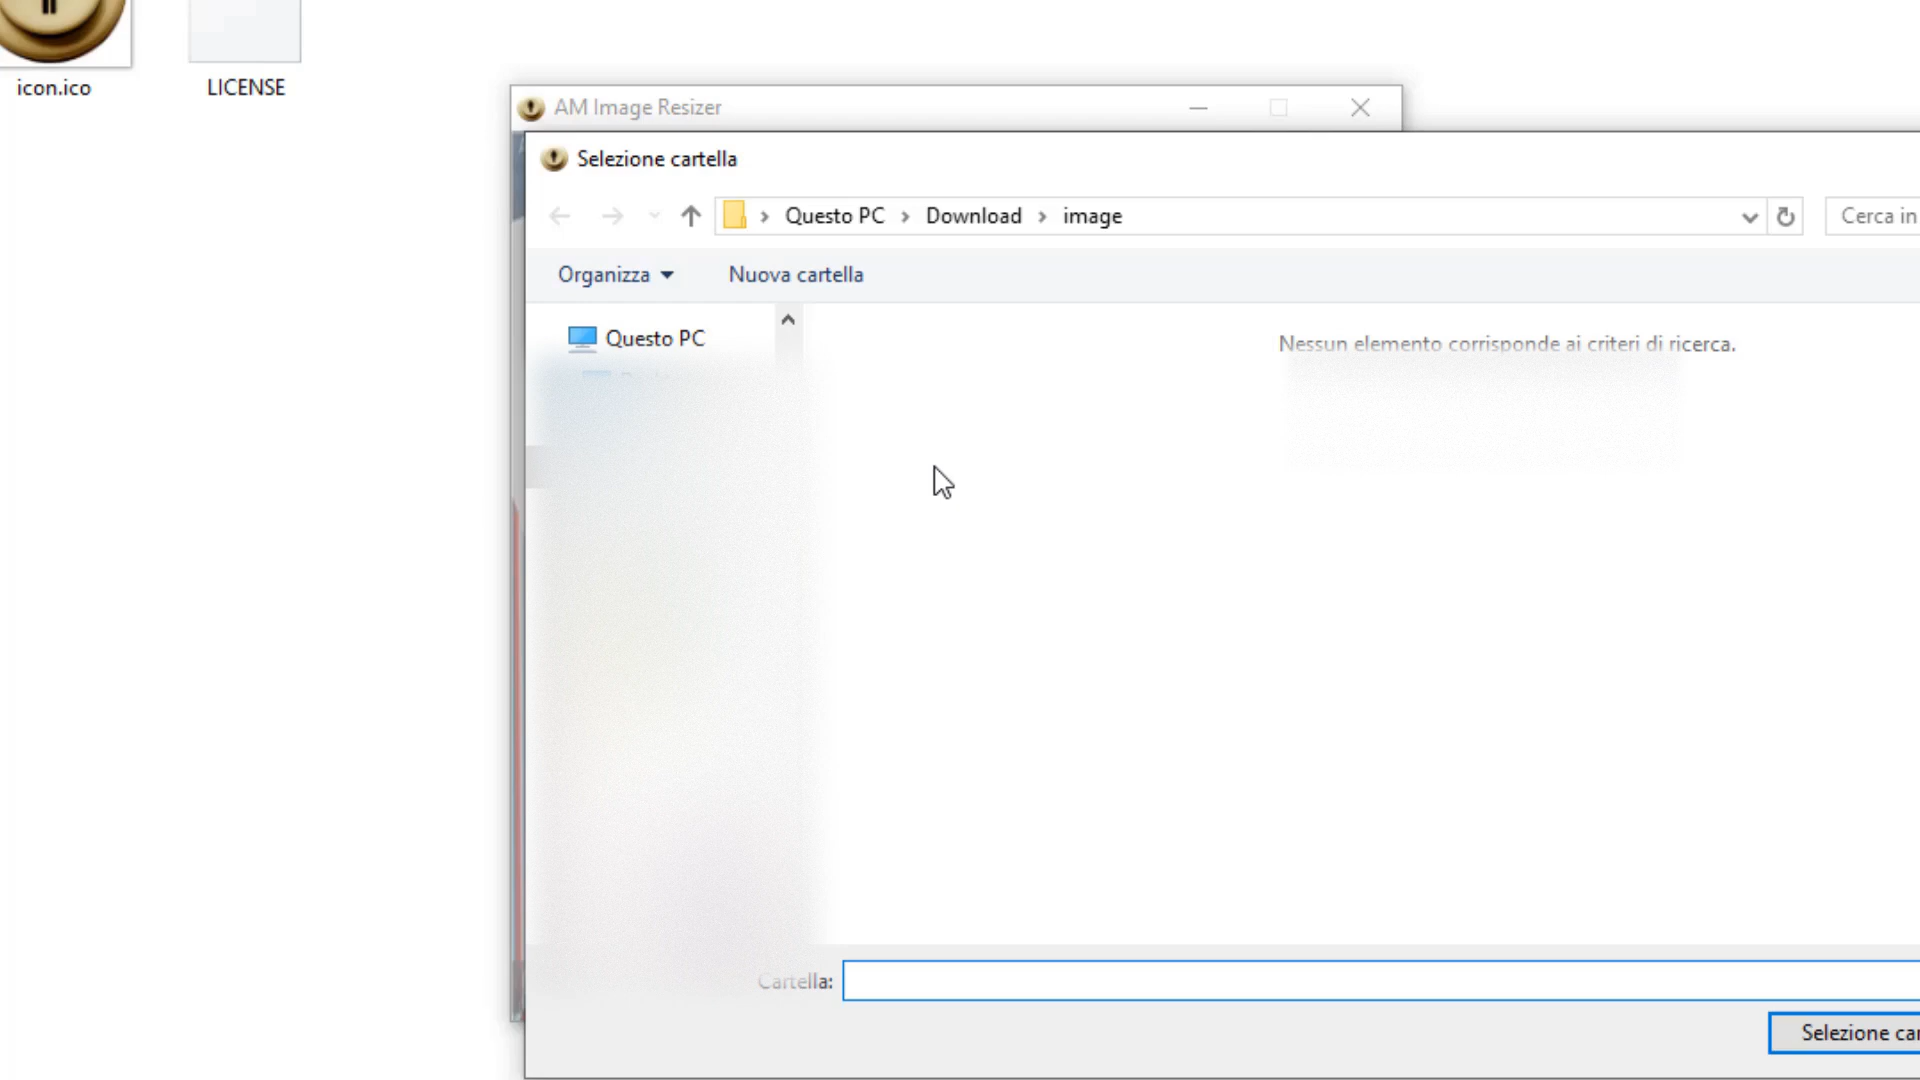 icon.ico
LICENSE
AM Image Resizer
Selezione cartella
Questo PC
Download
image
Cerca in
Organizza
Nuova cartella
Questo PC
Nessun elemento corrisponde ai criteri di ricerca.
Cartella:
Selezione